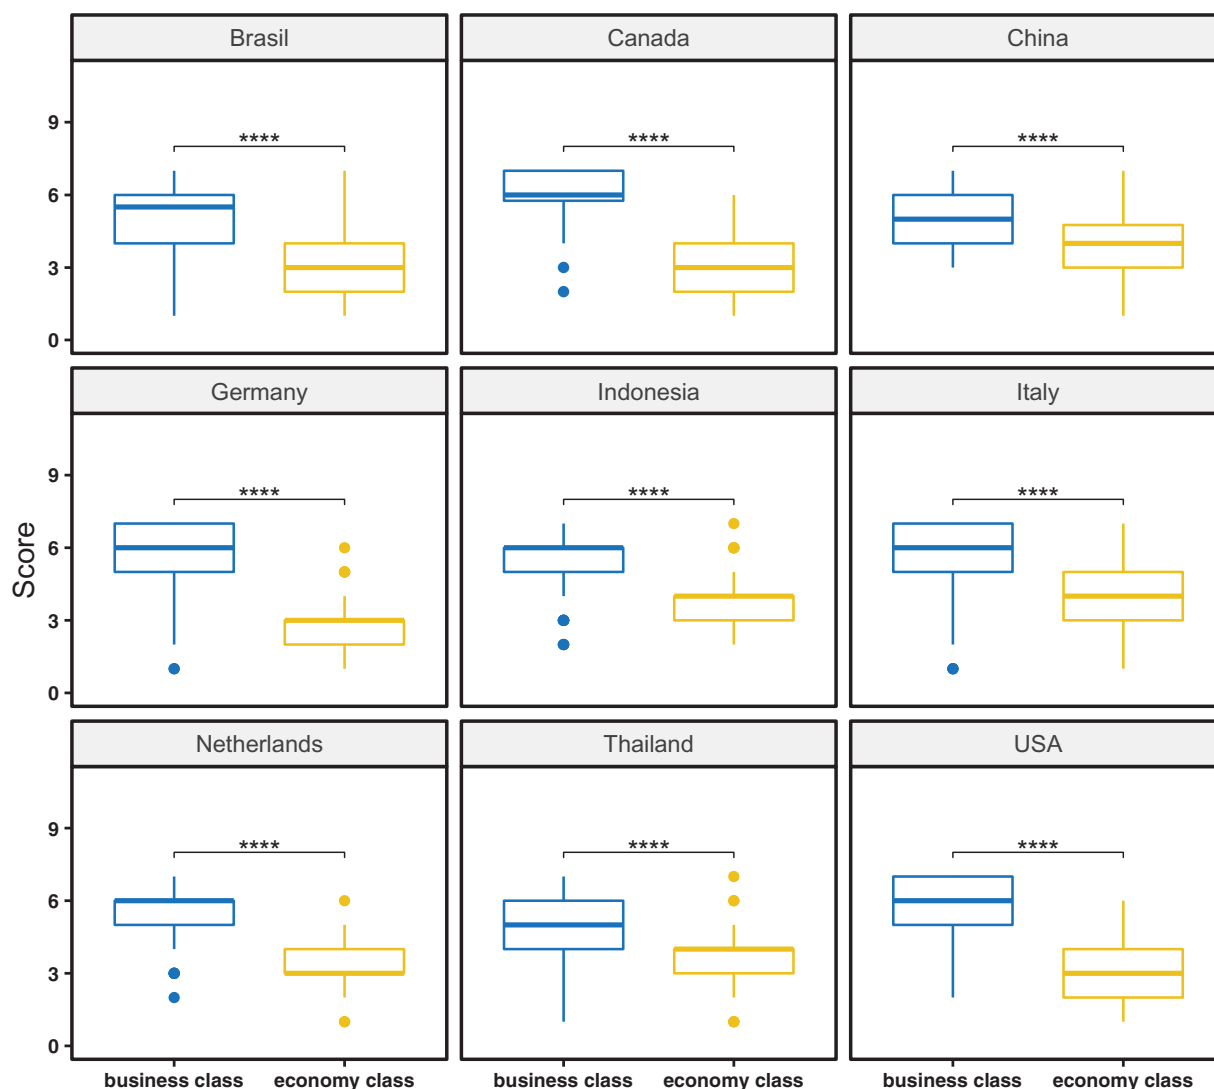 Brasil Canada China
9 **** **** ****
6
3
0
Germany Indonesia Italy
9 **** **** ****
6
3
0
Score
Netherlands Thailand USA
9 **** **** ****
6
3
0
business class economy class business class economy class business class economy class